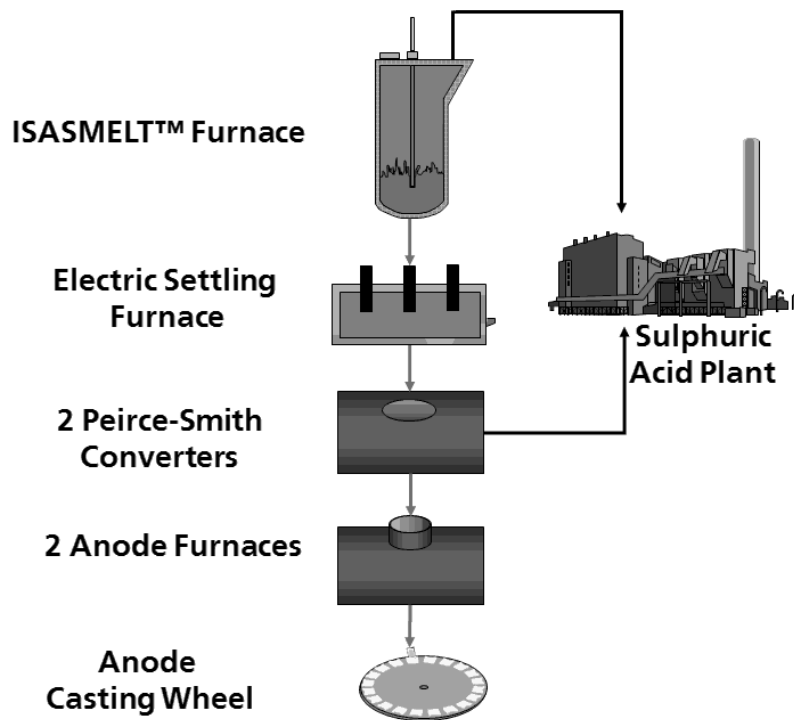 ISASMELT™ Furnace
Electric Settling
Furnace
Sulphuric
Acid Plant
2 Peirce-Smith
Converters
2 Anode Furnaces
Anode
Casting Wheel